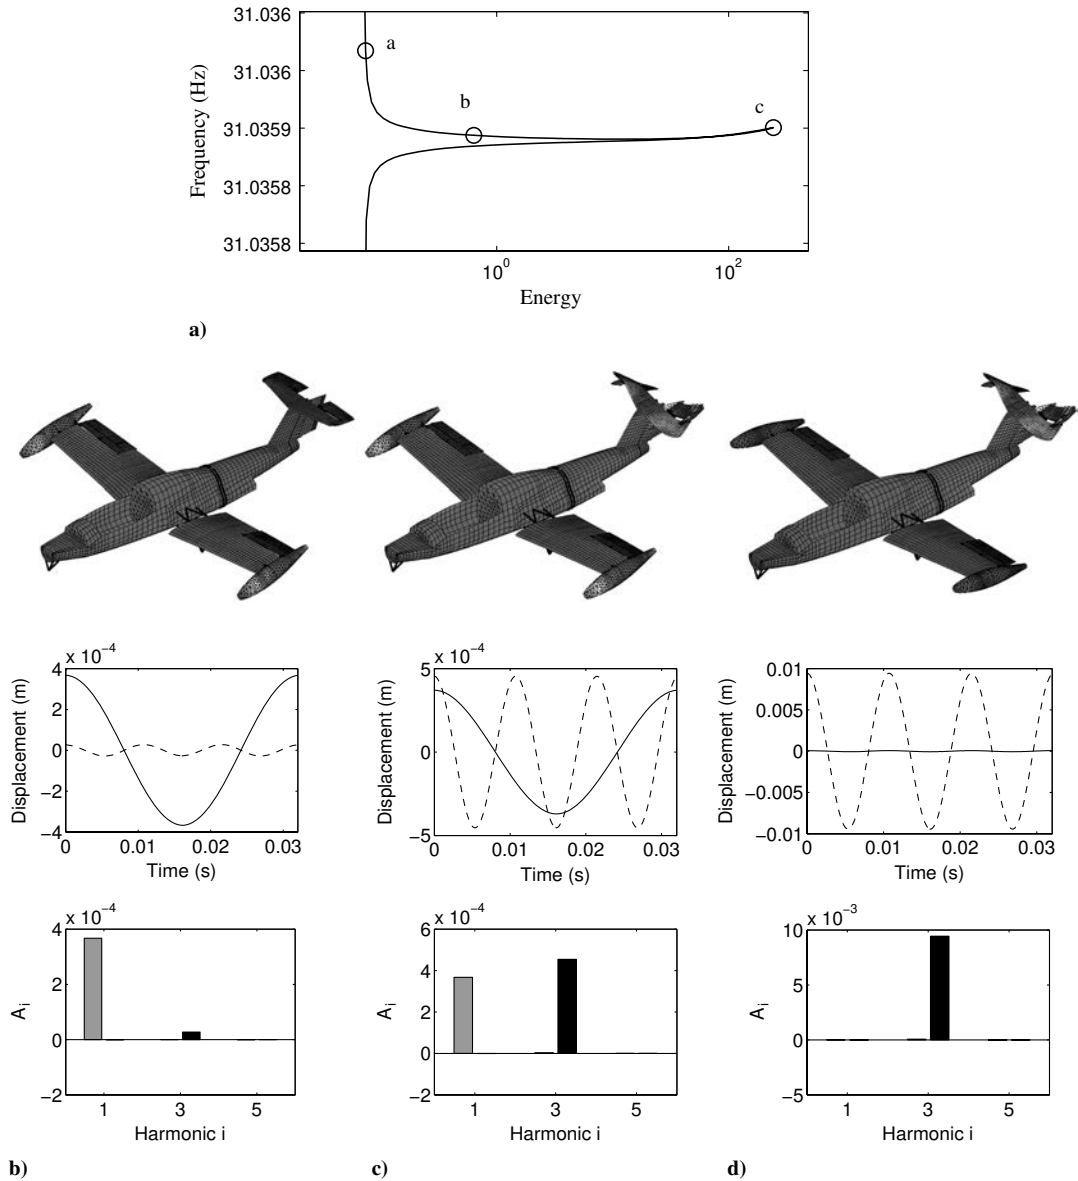 31.036
31.036
31.0359
31.0358
31.0358
Frequency (Hz)
a
b
c
10^0
10^2
Energy
a)
x 10^−4
4
2
0
−2
−4
Displacement (m)
0
0.01
0.02
0.03
Time (s)
x 10^−4
5
0
−5
Displacement (m)
0
0.01
0.02
0.03
Time (s)
0.01
0.005
0
−0.005
−0.01
Displacement (m)
0
0.01
0.02
0.03
Time (s)
x 10^−4
4
2
0
−2
A_i
1
3
5
Harmonic i
b)
x 10^−4
6
4
2
0
−2
A_i
1
3
5
Harmonic i
c)
x 10^−3
10
5
0
−5
A_i
1
3
5
Harmonic i
d)